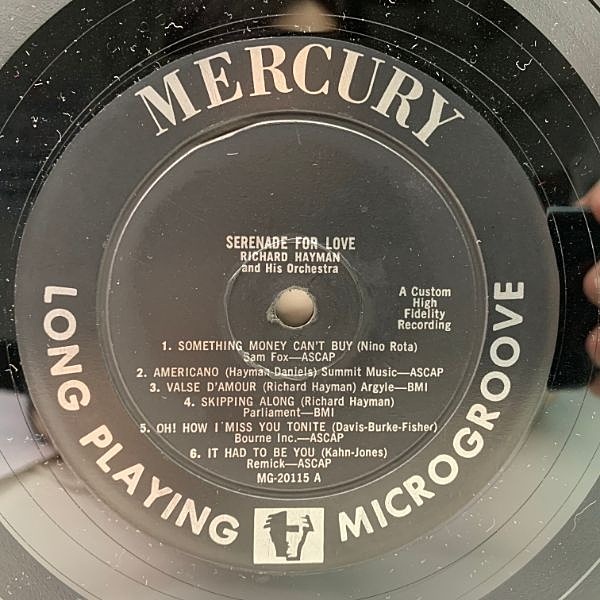 MERCURY
SERENADE FOR LOVE
RICHARD HAYMAN
and His Orchestra
A Custom
High
Fidelity
Recording
1. SOMETHING MONEY CAN'T BUY (Nino Rota)
Sam Fox—ASCAP
2. AMERICANO (Hayman-Daniels) Summit Music—ASCAP
3. VALSE D'AMOUR (Richard Hayman) Argyle—BMI
4. SKIPPING ALONG (Richard Hayman)
Parliament—BMI
5. OH! HOW I MISS YOU TONITE (Davis-Burke-Fisher)
Bourne Inc.—ASCAP
6. IT HAD TO BE YOU (Kahn-Jones)
Remick—ASCAP
MG-20115 A
LONG PLAYING MICROGROOVE